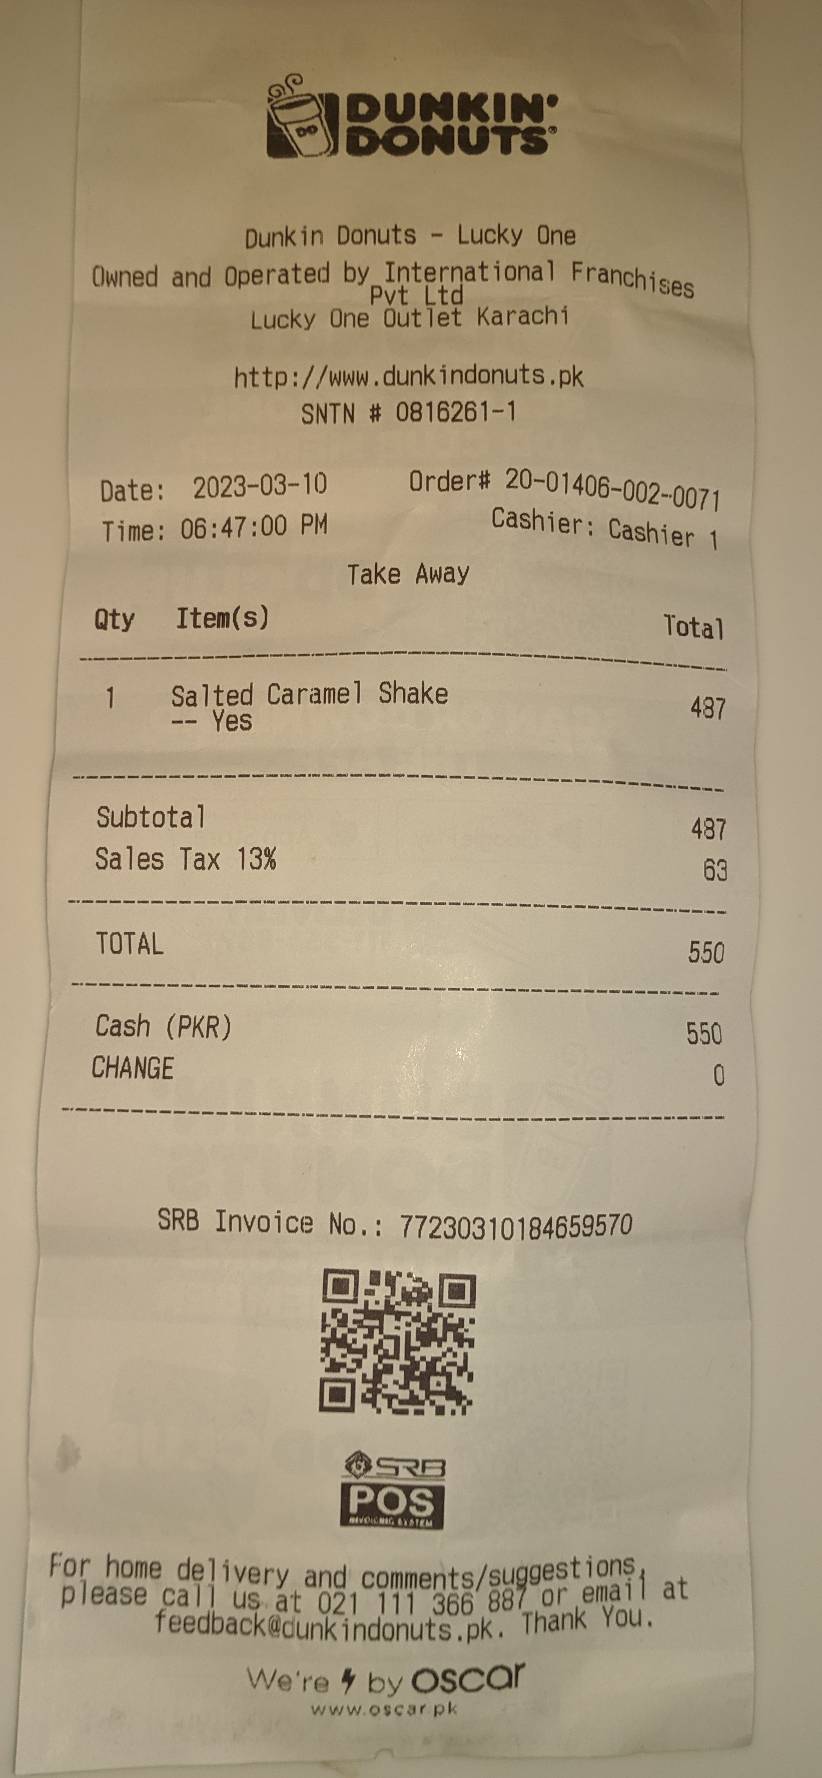 DUNKIN'
DONUTS®
Dunkin Donuts - Lucky One
Owned and Operated by International Franchises
Pvt Ltd
Lucky One Outlet Karachi
http://www.dunkindonuts.pk
SNTN # 0816261-1
Date: 2023-03-10 Order# 20-01406-002-0071
Time: 06:47:00 PM Cashier: Cashier 1
Take Away
Qty Item(s) Total
1 Salted Caramel Shake 487
-- Yes
Subtotal 487
Sales Tax 13% 63
TOTAL 550
Cash (PKR) 550
CHANGE 0
SRB Invoice No.: 77230310184659570
SRB
POS
INVOICING SYSTEM
For home delivery and comments/suggestions,
please call us at 021 111 366 887 or email at
feedback@dunkindonuts.pk. Thank You.
We're by oscar
www.oscar.pk